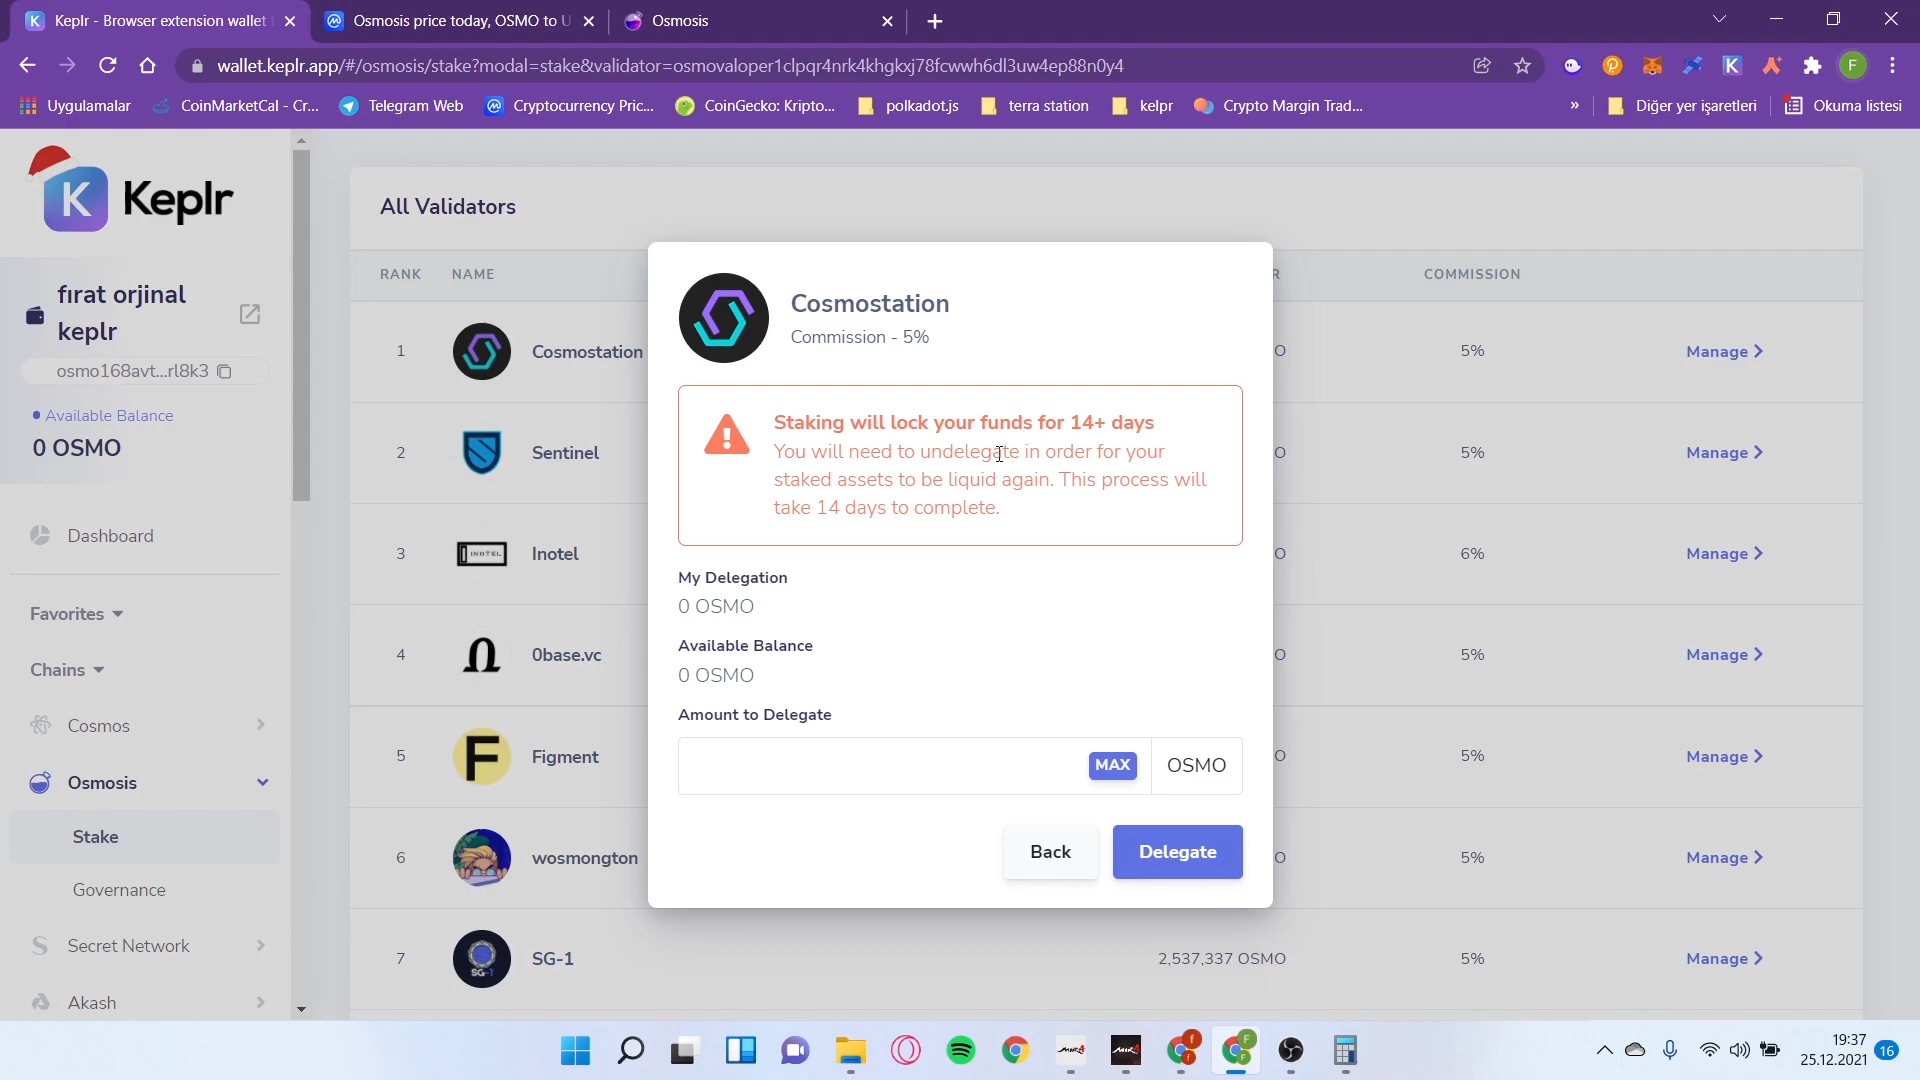 Keplr - Browser extension wallet
Osmosis price today, OSMO to U
Osmosis
wallet.keplr.app/#/osmosis/stake?modal=stake&validator=osmovaloper1clpqr4nrk4khgkxj78fcwwh6dl3uw4ep88n0y4
F
Uygulamalar
CoinMarketCal - Cr...
Telegram Web
Cryptocurrency Pric...
CoinGecko: Kripto...
polkadot.js
terra station
kelpr
Crypto Margin Trad...
»
Diğer yer işaretleri
Okuma listesi
K Keplr
fırat orjinal
keplr
osmo168avt...rl8k3
Available Balance
0 OSMO
Dashboard
Favorites
Chains
Cosmos
Osmosis
Stake
Governance
Secret Network
Akash
All Validators
RANK NAME R COMMISSION
1 Cosmostation O 5% Manage
2 Sentinel O 5% Manage
3 INOTEL Inotel O 6% Manage
4 0base.vc O 5% Manage
5 F Figment O 5% Manage
6 wosmongton O 5% Manage
7 SG-1 SG-1 2,537,337 OSMO 5% Manage
Cosmostation
Commission - 5%
Staking will lock your funds for 14+ days
You will need to undelegate in order for your
staked assets to be liquid again. This process will
take 14 days to complete.
My Delegation
0 OSMO
Available Balance
0 OSMO
Amount to Delegate
MAX OSMO
Back Delegate
19:37
25.12.2021
16